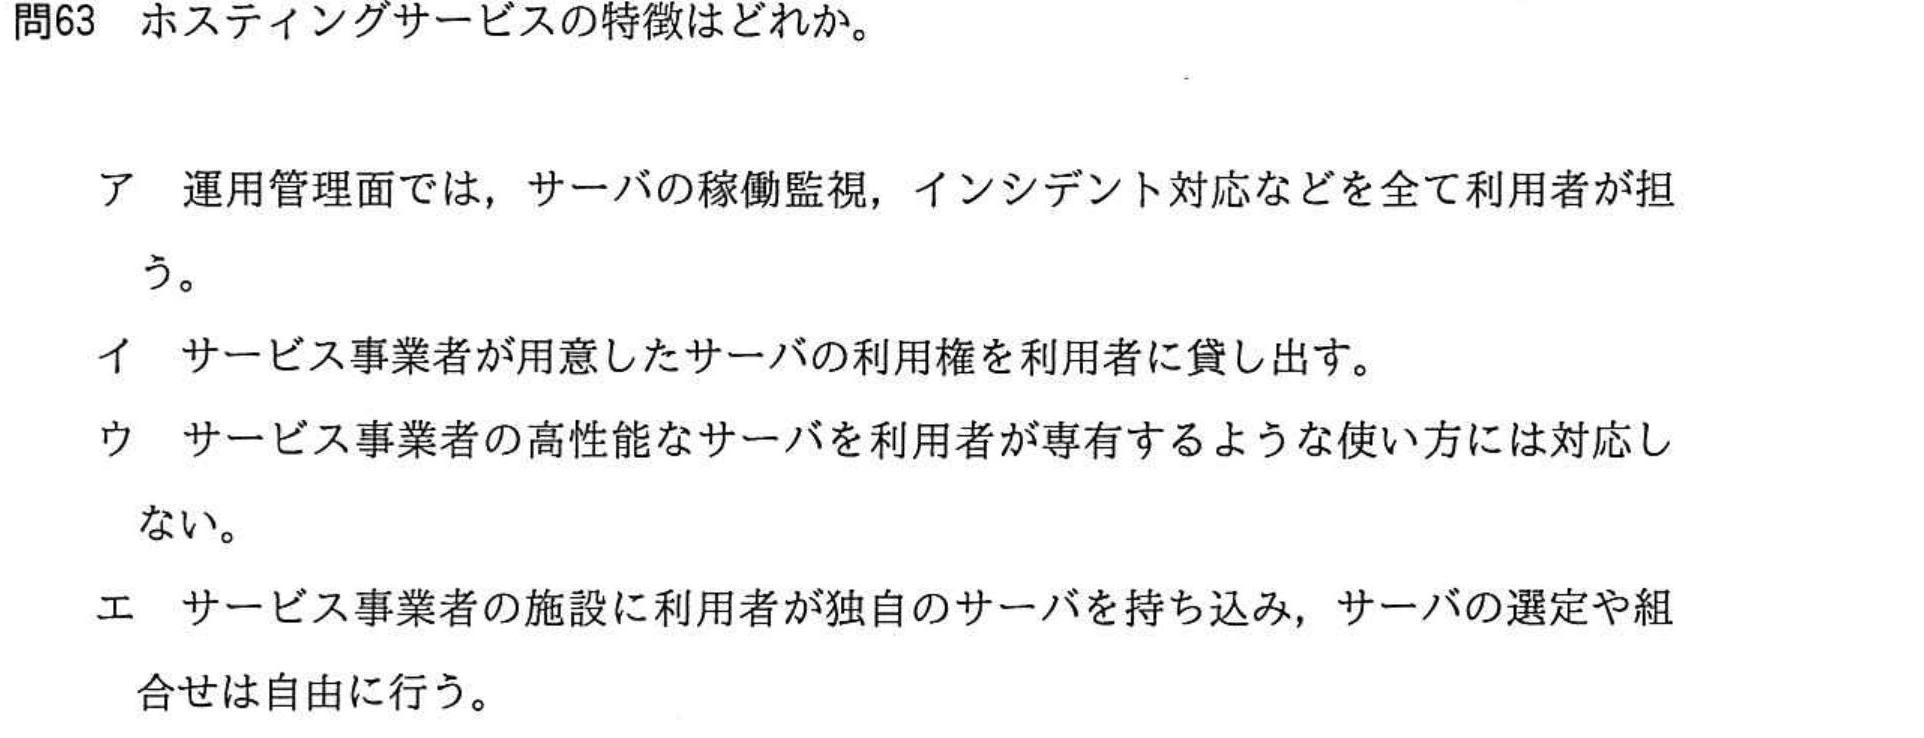 問63 ホスティングサービスの特徴はどれか。
ア 運用管理面では，サーバの稼働監視，インシデント対応などを全て利用者が担
う。
イ サービス事業者が用意したサーバの利用権を利用者に貸し出す。
ウ サービス事業者の高性能なサーバを利用者が専有するような使い方には対応し
ない。
エ サービス事業者の施設に利用者が独自のサーバを持ち込み，サーバの選定や組
合せは自由に行う。